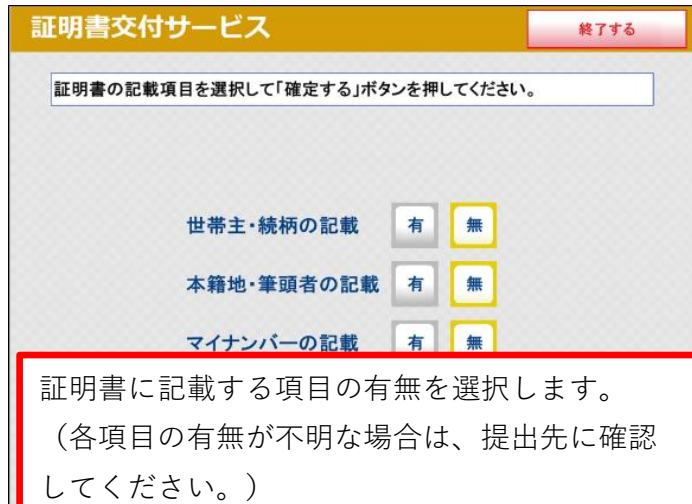 証明書交付サービス
終了する
証明書の記載項目を選択して「確定する」ボタンを押してください。
世帯主・続柄の記載 有 無
本籍地・筆頭者の記載 有 無
マイナンバーの記載 有 無
証明書に記載する項目の有無を選択します。
（各項目の有無が不明な場合は、提出先に確認
してください。）